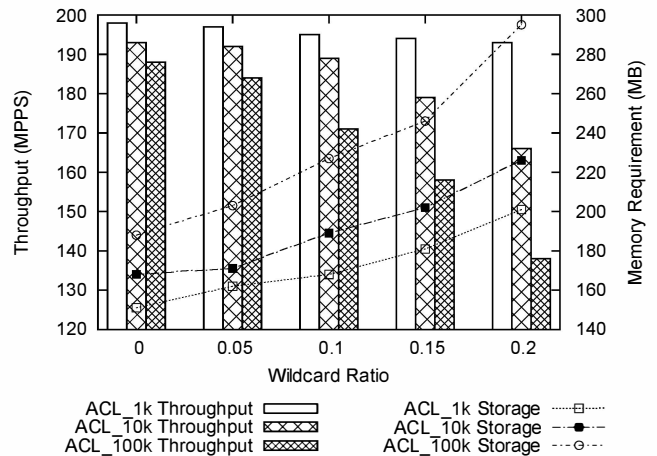 200
190
180
170
160
150
140
130
120
Throughput (MPPS)
300
280
260
240
220
200
180
160
140
Memory Requirement (MB)
0 0.05 0.1 0.15 0.2
Wildcard Ratio
ACL_1k Throughput ACL_1k Storage
ACL_10k Throughput ACL_10k Storage
ACL_100k Throughput ACL_100k Storage